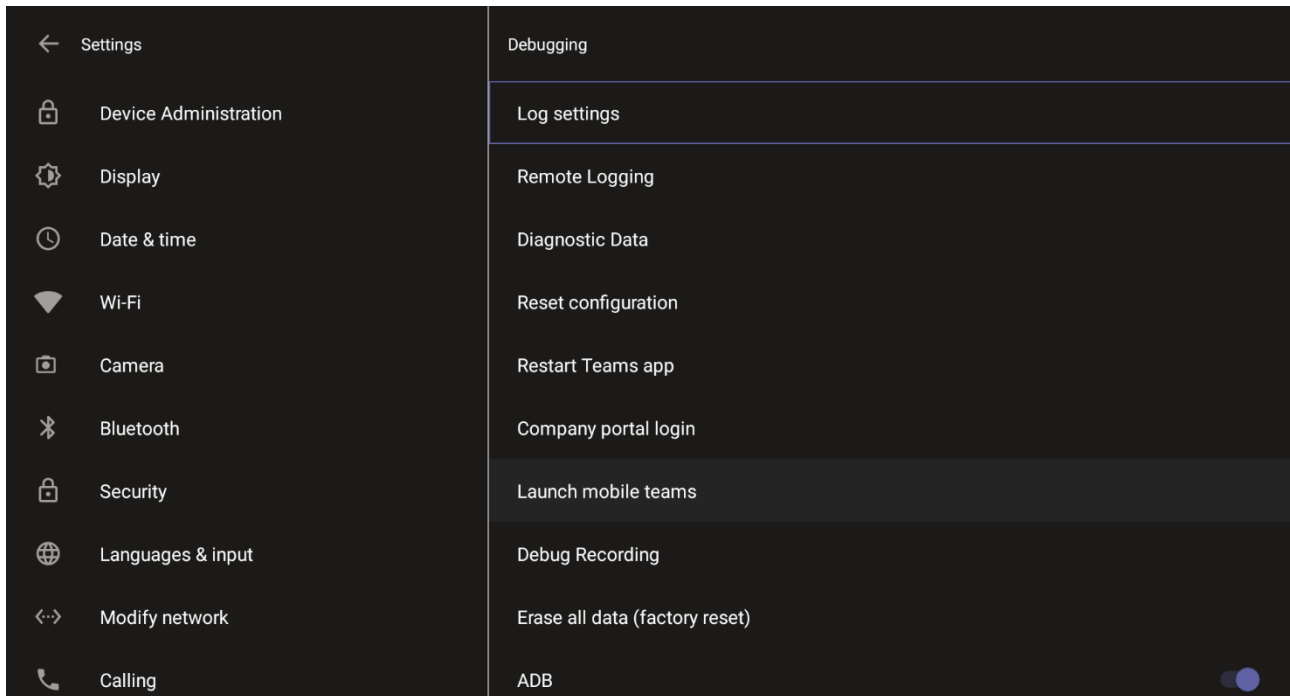 Settings
Device Administration
Display
Date & time
Wi-Fi
Camera
Bluetooth
Security
Languages & input
Modify network
Calling
Debugging
Log settings
Remote Logging
Diagnostic Data
Reset configuration
Restart Teams app
Company portal login
Launch mobile teams
Debug Recording
Erase all data (factory reset)
ADB